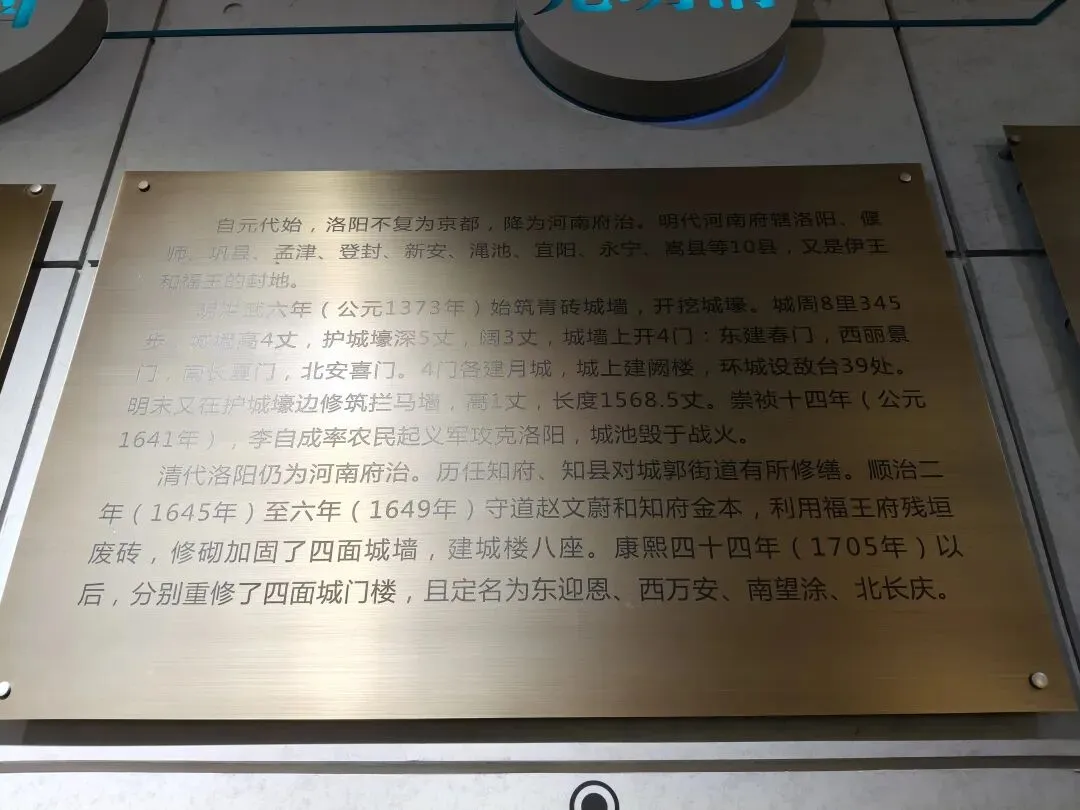 元明清
自元代始，洛阳不复为京都，降为河南府治。明代河南府辖洛阳、偃
师、巩县、孟津、登封、新安、渑池、宜阳、永宁、嵩县等10县，又是伊王
和福王的封地。
明洪武六年（公元1373年）始筑青砖城墙，开挖城壕。城周8里345
步，城墙高4丈，护城壕深5丈，阔3丈，城墙上开4门：东建春门，西丽景
门，南长夏门，北安喜门。4门各建月城，城上建阙楼，环城设敌台39处。
明末又在护城壕边修筑拦马墙，高1丈，长度1568.5丈。崇祯十四年（公元
1641年），李自成率农民起义军攻克洛阳，城池毁于战火。
清代洛阳仍为河南府治。历任知府、知县对城郭街道有所修缮。顺治二
年（1645年）至六年（1649年）守道赵文蔚和知府金本，利用福王府残垣
废砖，修砌加固了四面城墙，建城楼八座。康熙四十四年（1705年）以
后，分别重修了四面城门楼，且定名为东迎恩、西万安、南望涂、北长庆。